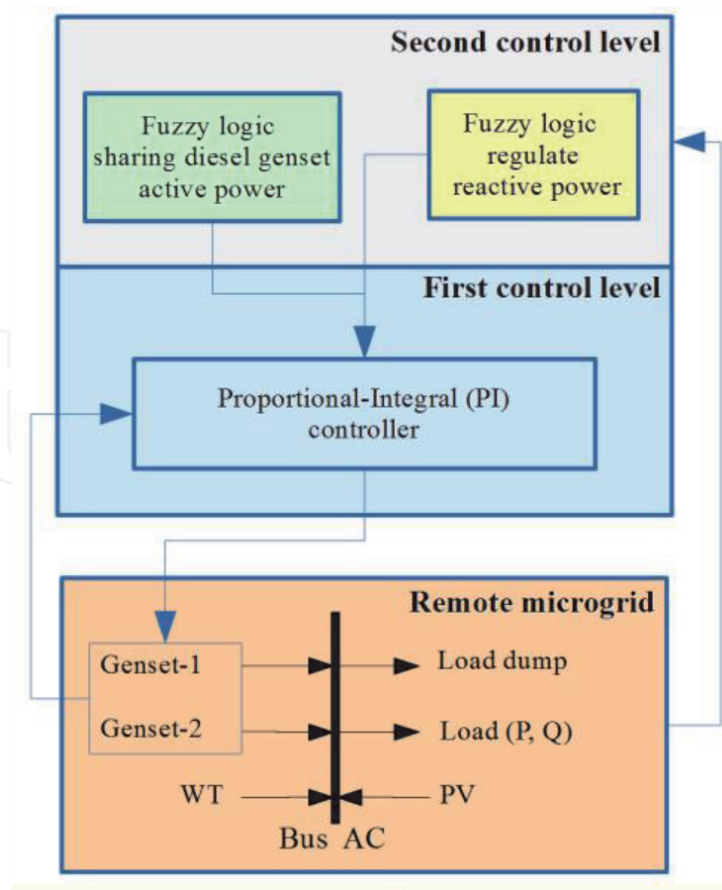 Second control level
Fuzzy logic
sharing diesel genset
active power
Fuzzy logic
regulate
reactive power
First control level
Proportional-Integral (PI)
controller
Remote microgrid
Genset-1
Load dump
Genset-2
Load (P, Q)
WT
PV
Bus AC